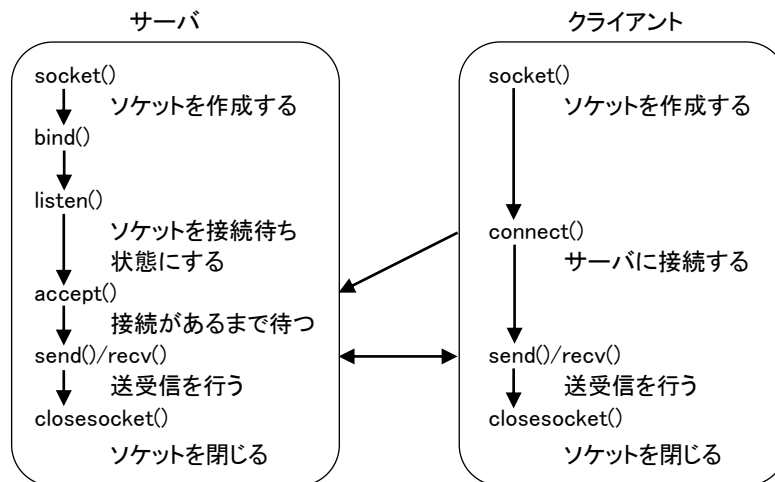 サーバ
socket()
ソケットを作成する
bind()
listen()
ソケットを接続待ち
状態にする
accept()
接続があるまで待つ
send()/recv()
送受信を行う
closesocket()
ソケットを閉じる
クライアント
socket()
ソケットを作成する
connect()
サーバに接続する
send()/recv()
送受信を行う
closesocket()
ソケットを閉じる